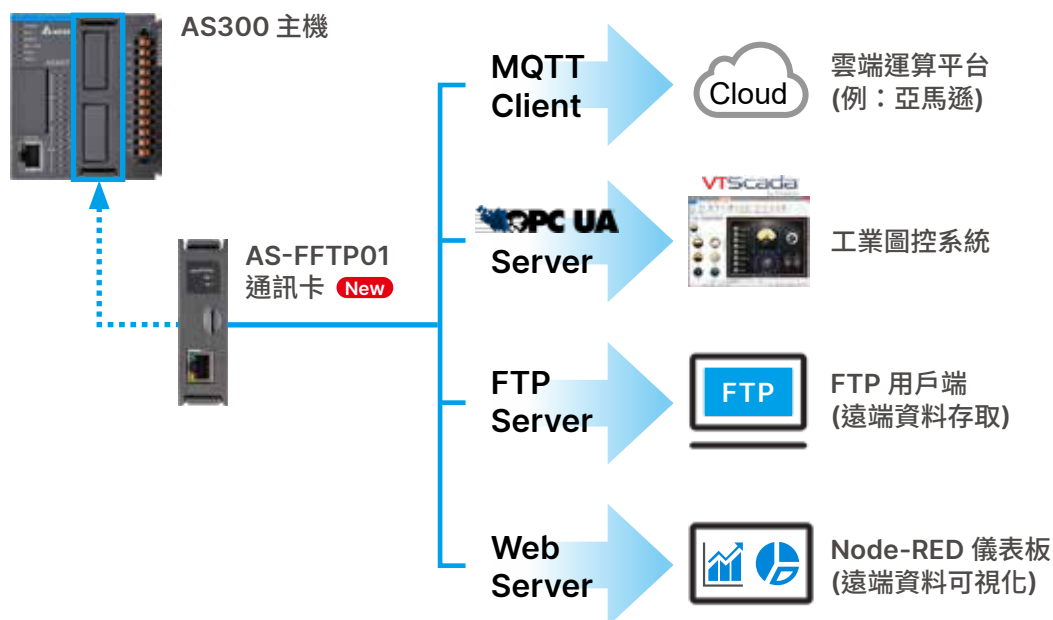 AS300 主機
AS-FFTP01
通訊卡 New
MQTT
Client
Cloud
雲端運算平台
(例：亞馬遜)
OPC UA
Server
VTScada
工業圖控系統
FTP
Server
FTP
FTP 用戶端
(遠端資料存取)
Web
Server
Node-RED 儀表板
(遠端資料可視化)